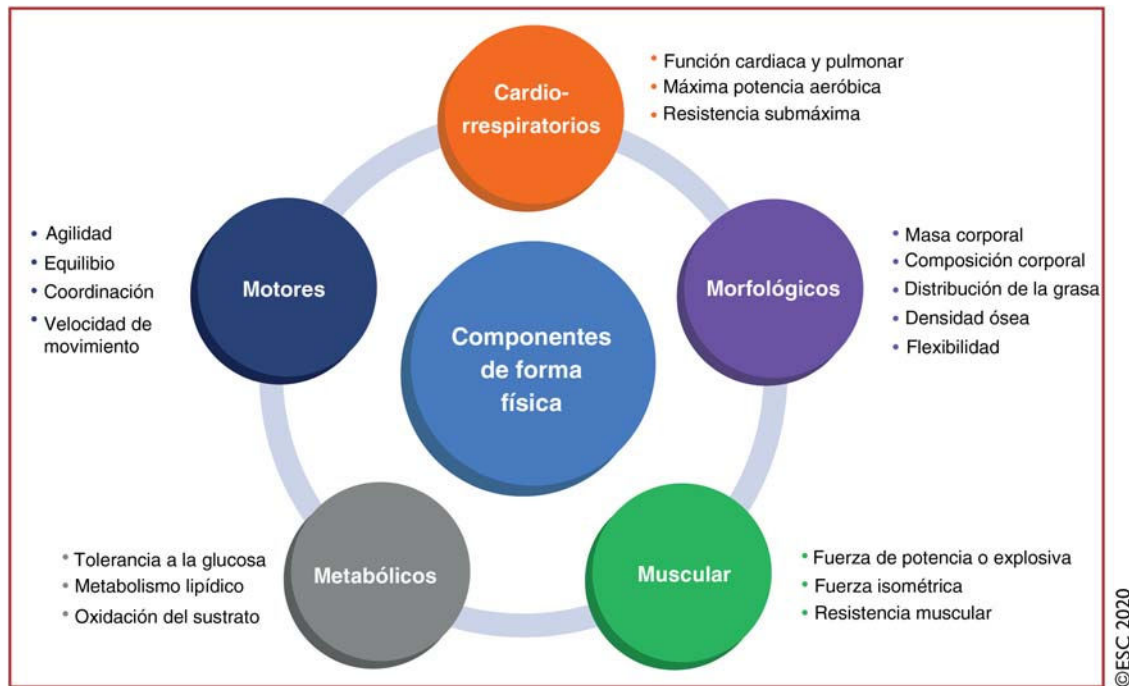 Cardio-
rrespiratorios
• Función cardiaca y pulmonar
• Máxima potencia aeróbica
• Resistencia submáxima
Motores
• Agilidad
• Equilibio
• Coordinación
• Velocidad de
movimiento
Componentes
de forma
física
Morfológicos
• Masa corporal
• Composición corporal
• Distribución de la grasa
• Densidad ósea
• Flexibilidad
Metabólicos
• Tolerancia a la glucosa
• Metabolismo lipídico
• Oxidación del sustrato
Muscular
• Fuerza de potencia o explosiva
• Fuerza isométrica
• Resistencia muscular
©ESC 2020